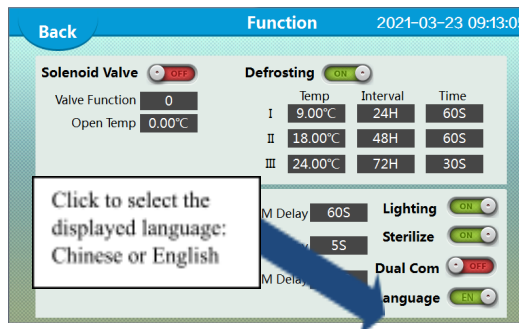 Back
Function
2021-03-23 09:13:05
Solenoid Valve OFF
Defrosting ON
Valve Function 0
Open Temp 0.00℃
Temp Interval Time
I 9.00℃ 24H 60S
II 18.00℃ 48H 60S
III 24.00℃ 72H 30S
Click to select the
displayed language:
Chinese or English
M Delay 60S
5S
M Delay
Lighting ON
Sterilize ON
Dual Com OFF
anguage EN